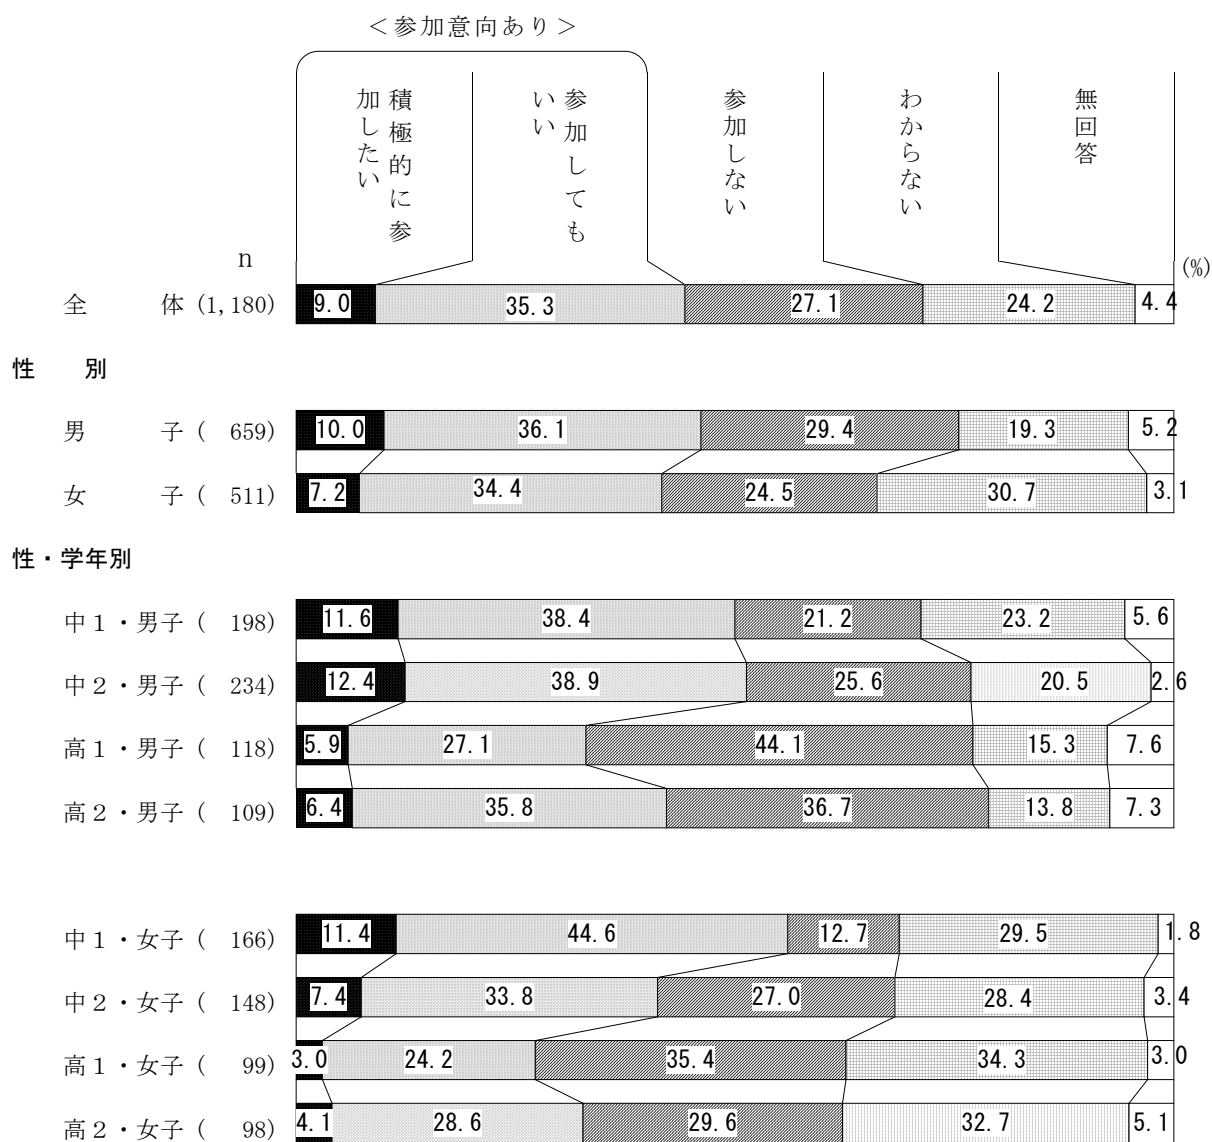 ＜参加意向あり＞
積極的に参加したい
参加してもいい
参加しない
わからない
無回答
n
(%)
全　　体 (1,180) 9.0 35.3 27.1 24.2 4.4
性　別
男　　子 ( 659) 10.0 36.1 29.4 19.3 5.2
女　　子 ( 511) 7.2 34.4 24.5 30.7 3.1
性・学年別
中１・男子 ( 198) 11.6 38.4 21.2 23.2 5.6
中２・男子 ( 234) 12.4 38.9 25.6 20.5 2.6
高１・男子 ( 118) 5.9 27.1 44.1 15.3 7.6
高２・男子 ( 109) 6.4 35.8 36.7 13.8 7.3
中１・女子 ( 166) 11.4 44.6 12.7 29.5 1.8
中２・女子 ( 148) 7.4 33.8 27.0 28.4 3.4
高１・女子 ( 99) 3.0 24.2 35.4 34.3 3.0
高２・女子 ( 98) 4.1 28.6 29.6 32.7 5.1